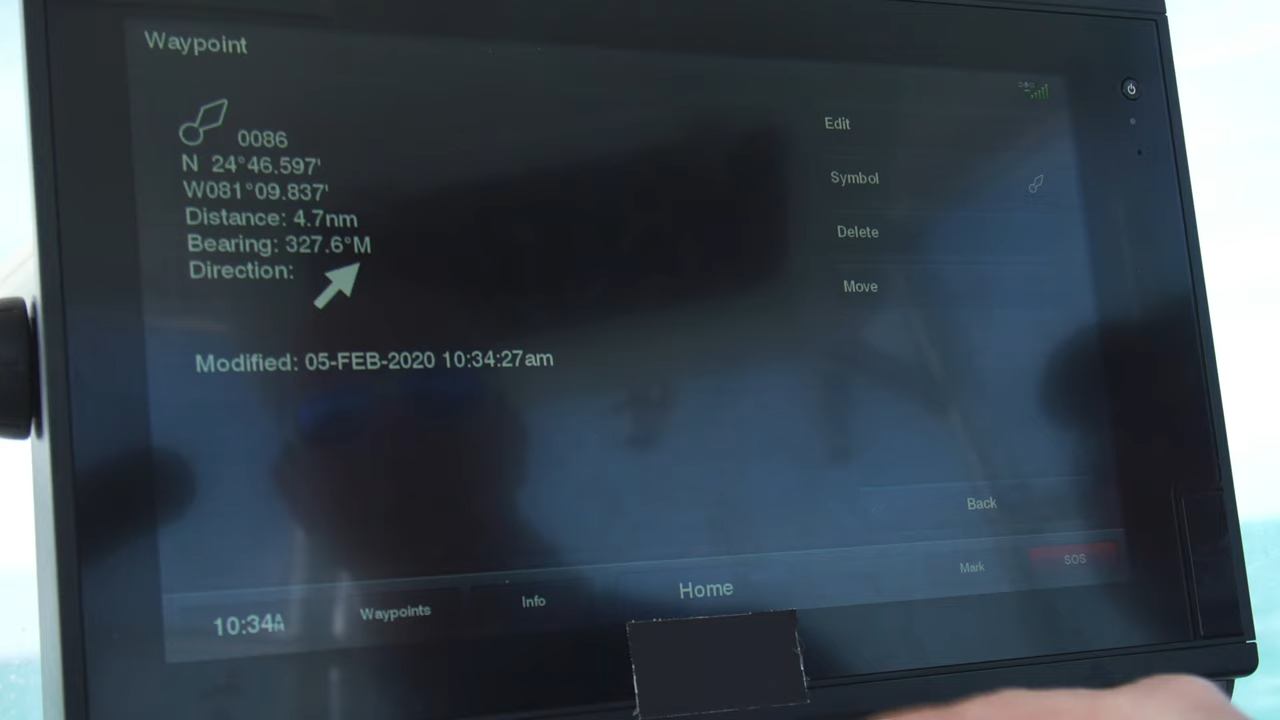 Waypoint
0086
N 24°46.597'
W081°09.837'
Distance: 4.7nm
Bearing: 327.6°M
Direction:
Modified: 05-FEB-2020 10:34:27am
Edit
Symbol
Delete
Move
Back
10:34AM
Waypoints
Info
Home
Mark
SOS